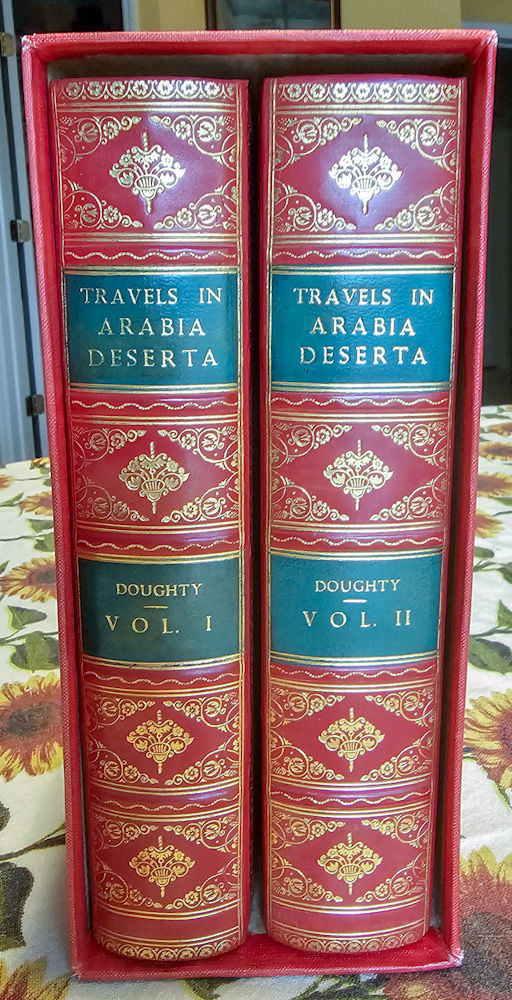 TRAVELS IN
ARABIA
DESERTA
DOUGHTY
VOL. I
TRAVELS IN
ARABIA
DESERTA
DOUGHTY
VOL. II